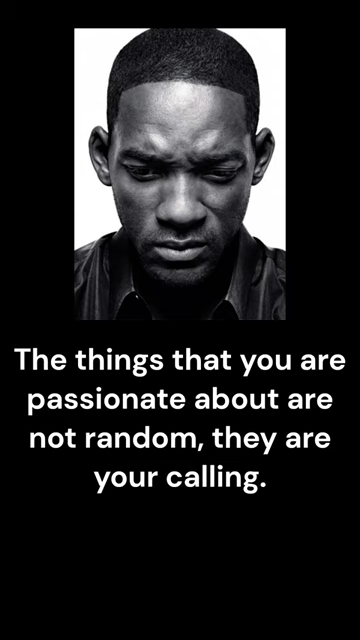 The things that you are
passionate about are
not random, they are
your calling.